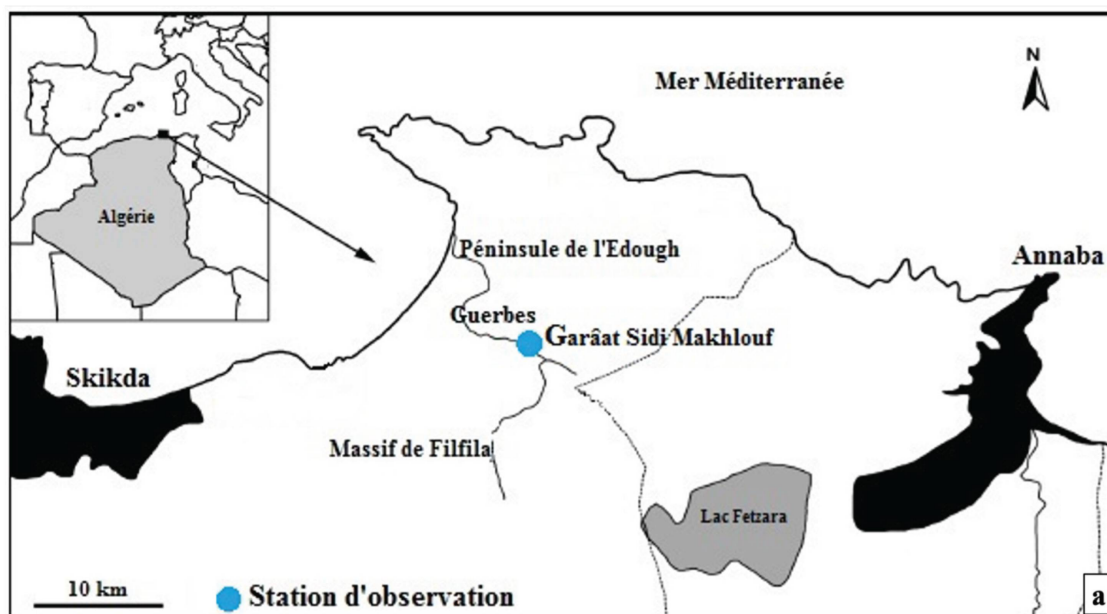 N
Mer Méditerranée
Algérie
Péninsule de l'Edough
Annaba
Guerbes
Garâat Sidi Makhlouf
Skikda
Massif de Filfila
Lac Fetzara
10 km
Station d'observation
a